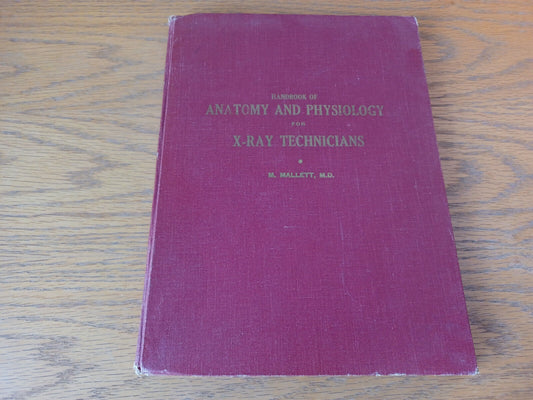 HANDBOOK OF
ANATOMY AND PHYSIOLOGY
FOR
X-RAY TECHNICIANS
M. MALLETT, M.D.